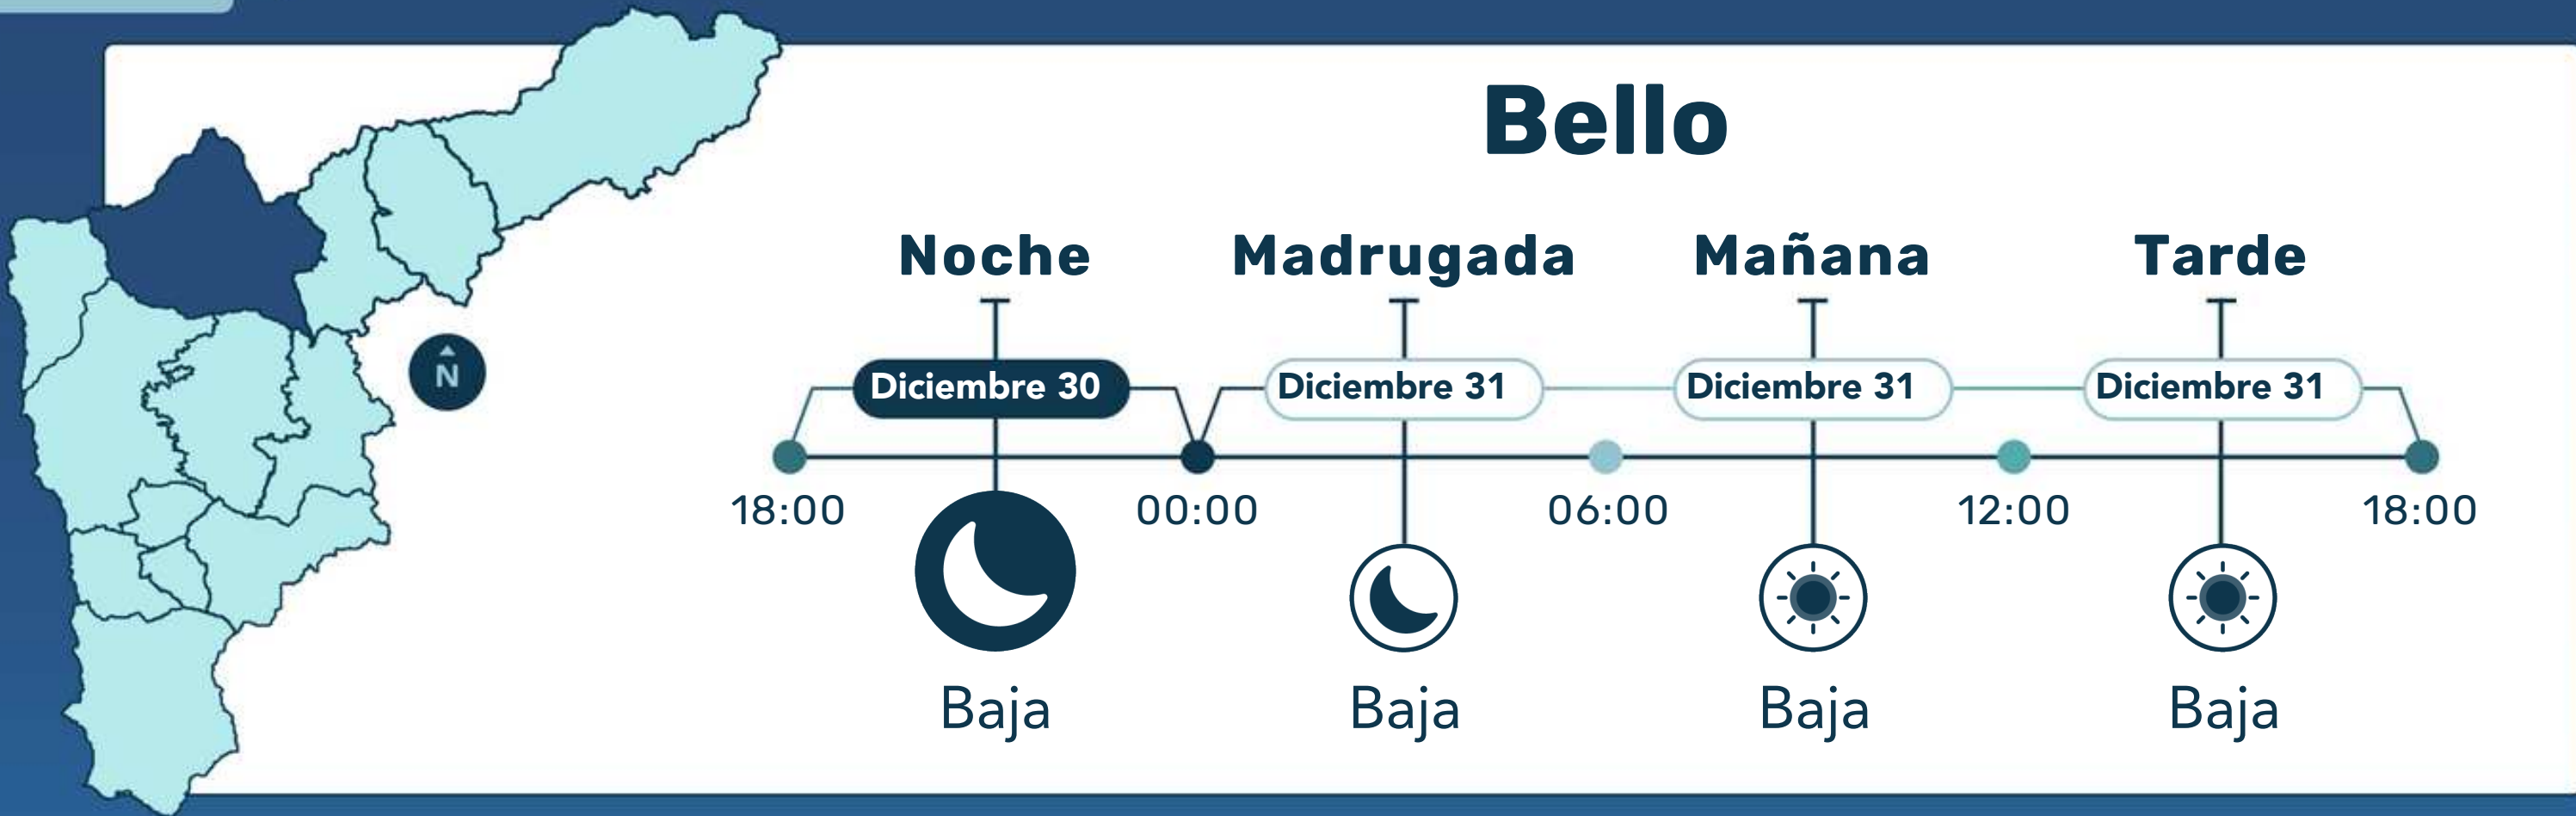 Bello
Noche Madrugada Mañana Tarde
Diciembre 30 Diciembre 31 Diciembre 31 Diciembre 31
N
18:00 00:00 06:00 12:00 18:00
Baja Baja Baja Baja